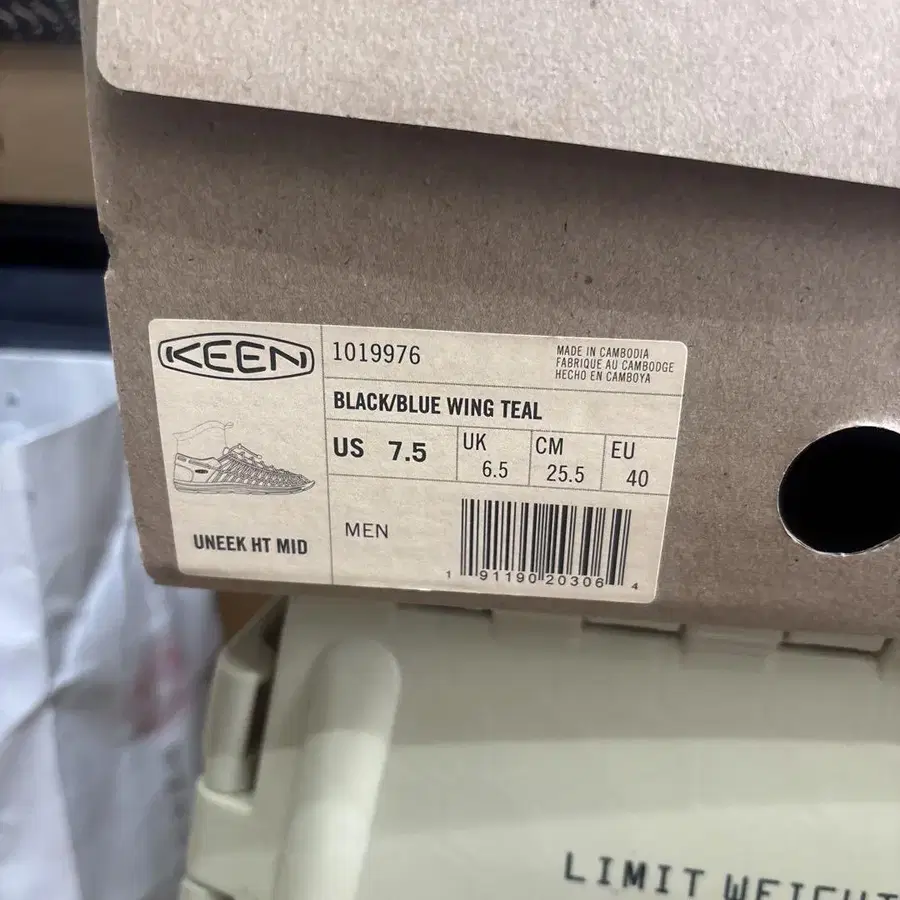 KEEN
1019976
MADE IN CAMBODIA
FABRIQUE AU CAMBODGE
HECHO EN CAMBOYA
BLACK/BLUE WING TEAL
US 7.5
UK 6.5
CM 25.5
EU 40
UNEEK HT MID
MEN
1 91190 20306 4
LIMIT WEIGHT